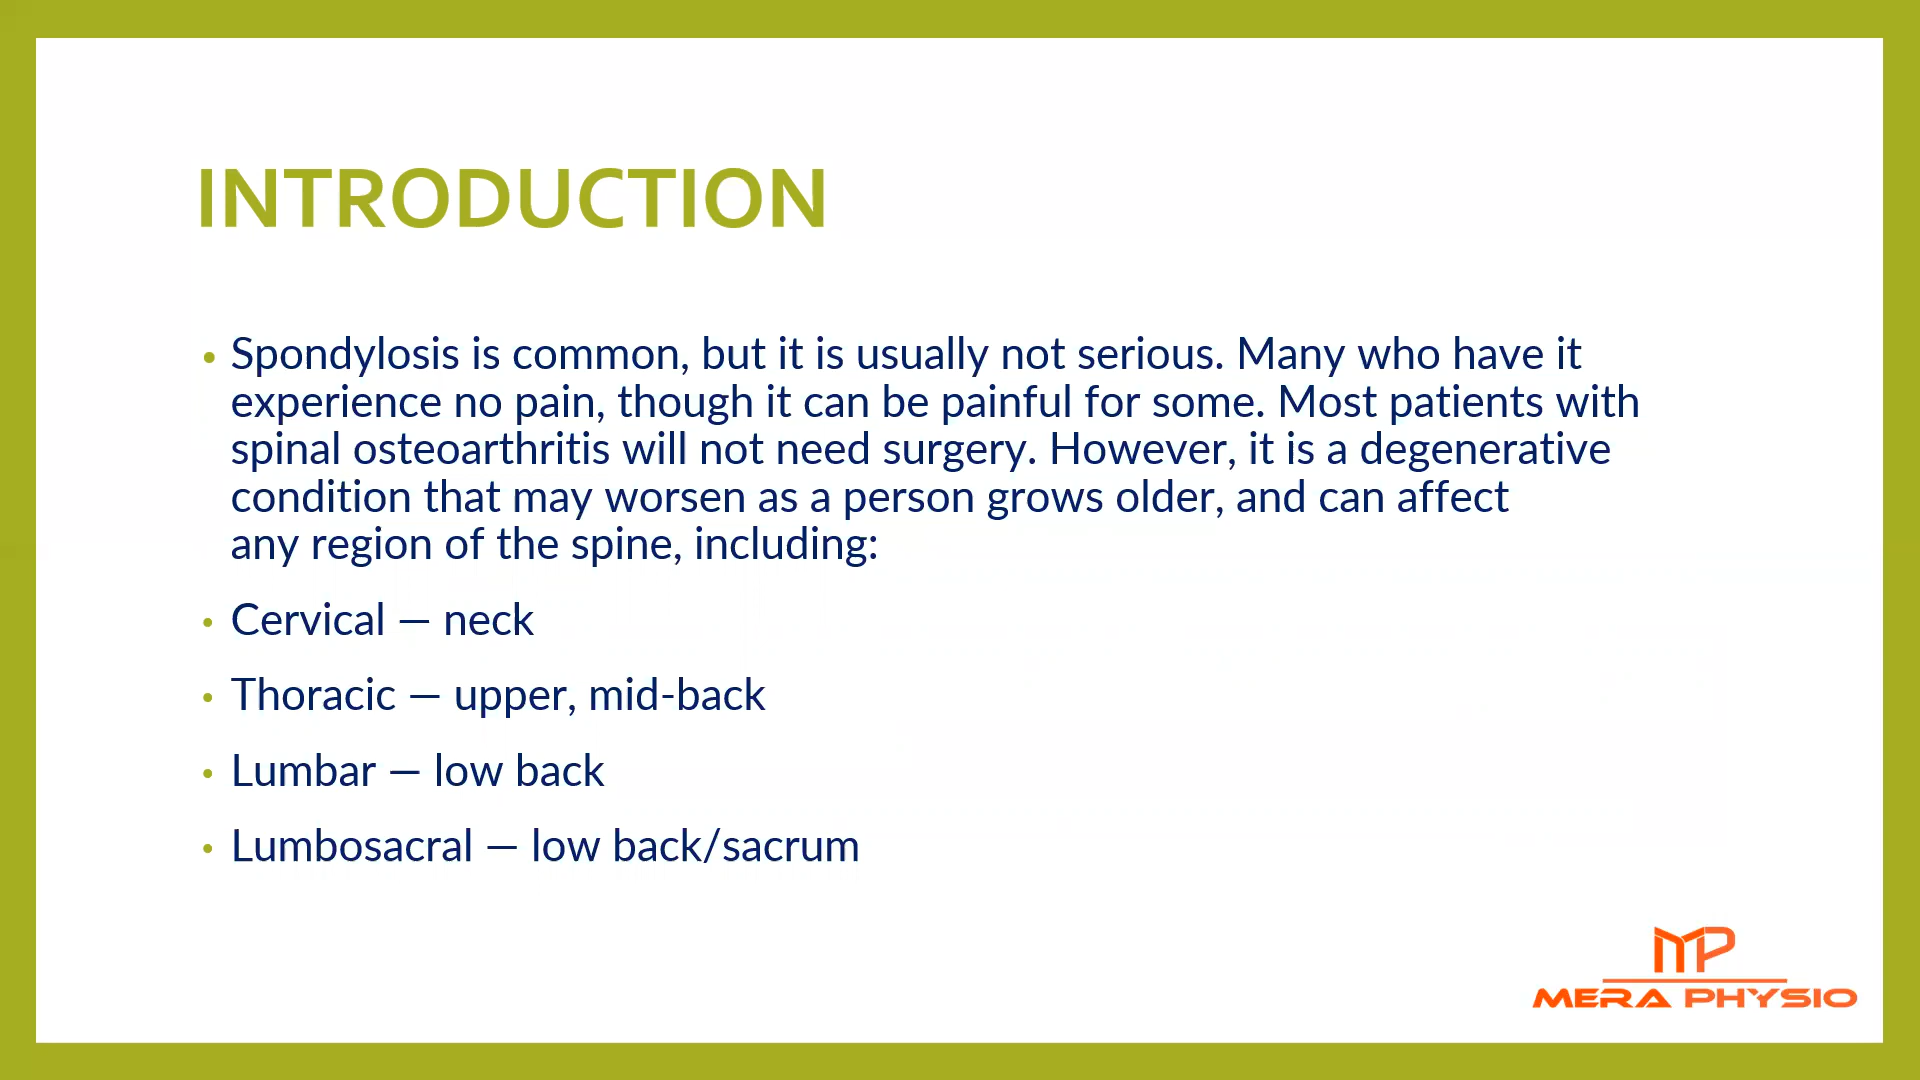 INTRODUCTION
• Spondylosis is common, but it is usually not serious. Many who have it
experience no pain, though it can be painful for some. Most patients with
spinal osteoarthritis will not need surgery. However, it is a degenerative
condition that may worsen as a person grows older, and can affect
any region of the spine, including:
• Cervical — neck
• Thoracic — upper, mid-back
• Lumbar — low back
• Lumbosacral — low back/sacrum
MP
MERA PHYSIO